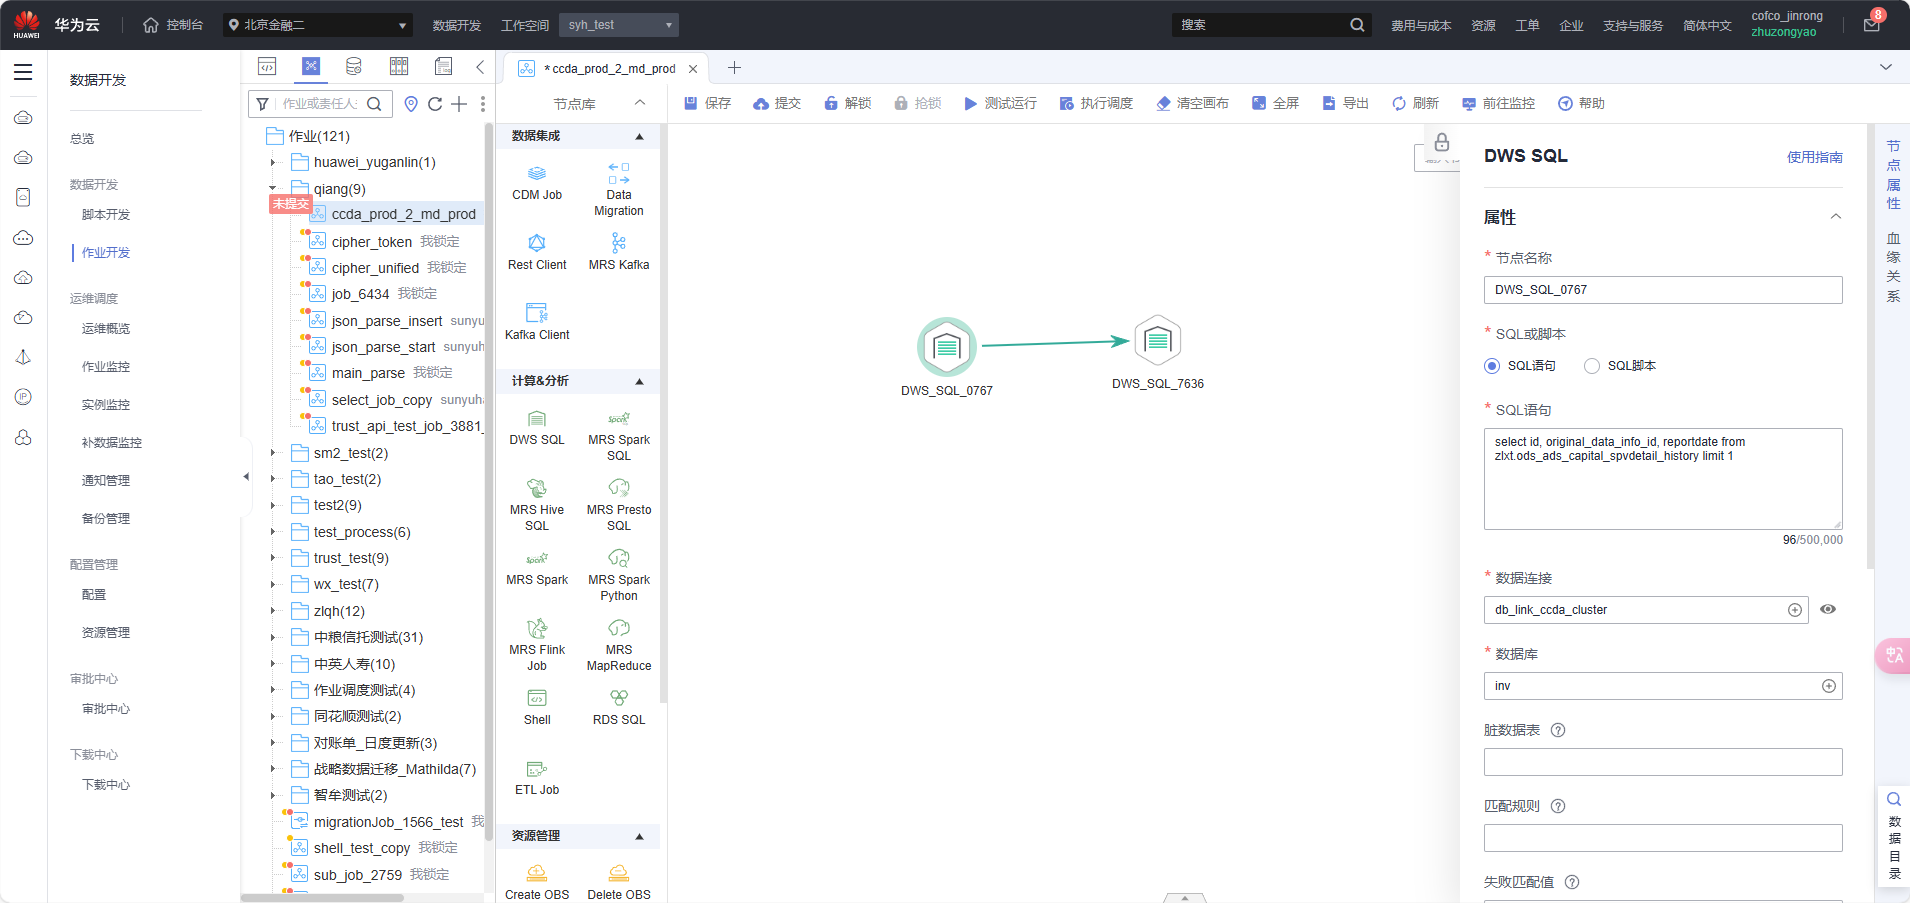 HUAWEI
华为云
控制台
北京金融二
数据开发
工作空间
syh_test
搜索
费用与成本
资源
工单
企业
支持与服务
简体中文
cofco_jinrong
zhuzongyao
8
数据开发
总览
数据开发
脚本开发
作业开发
运维调度
运维概览
作业监控
实例监控
补数据监控
通知管理
备份管理
配置管理
配置
资源管理
审批中心
审批中心
下载中心
下载中心
作业或责任人
作业(121)
huawei_yuganlin(1)
qiang(9)
未提交
ccda_prod_2_md_prod
cipher_token 我锁定
cipher_unified 我锁定
job_6434 我锁定
json_parse_insert sunyu
json_parse_start sunyuh
main_parse 我锁定
select_job_copy sunyuh
trust_api_test_job_3881_
sm2_test(2)
tao_test(2)
test2(9)
test_process(6)
trust_test(9)
wx_test(7)
zlqh(12)
中粮信托测试(31)
中英人寿(10)
作业调度测试(4)
同花顺测试(2)
对账单_日度更新(3)
战略数据迁移_Mathilda(7)
智牟测试(2)
migrationJob_1566_test 我
shell_test_copy 我锁定
sub_job_2759 我锁定
* ccda_prod_2_md_prod
节点库
保存
提交
解锁
抢锁
测试运行
执行调度
清空画布
全屏
导出
刷新
前往监控
帮助
数据集成
CDM Job
Data
Migration
Rest Client
MRS Kafka
Kafka Client
计算&分析
DWS SQL
MRS Spark
SQL
MRS Hive
SQL
MRS Presto
SQL
MRS Spark
MRS Spark
Python
MRS Flink
Job
MRS
MapReduce
Shell
RDS SQL
ETL Job
资源管理
Create OBS
Delete OBS
DWS_SQL_0767
DWS_SQL_7636
DWS SQL
使用指南
属性
* 节点名称
DWS_SQL_0767
* SQL或脚本
SQL语句
SQL脚本
* SQL语句
select id, original_data_info_id, reportdate from
zlxt.ods_ads_capital_spvdetail_history limit 1
96/500,000
* 数据连接
db_link_ccda_cluster
* 数据库
inv
脏数据表
匹配规则
失败匹配值
节点属性
血缘关系
数据目录